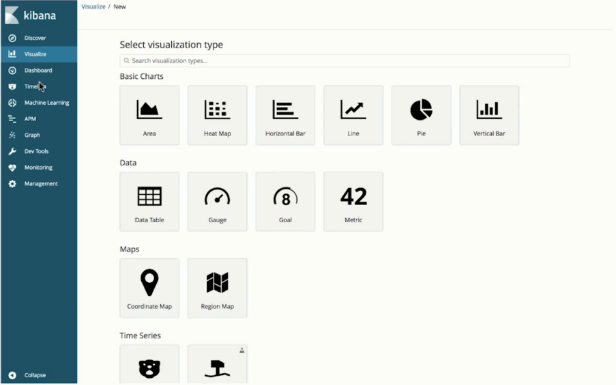 kibana
Visualize / New
Discover
Visualize
Dashboard
Machine Learning
APM
Graph
Dev Tools
Monitoring
Management
Collapse
Select visualization type
Search visualization types...
Basic Charts
Area
Heat Map
Horizontal Bar
Line
Pie
Vertical Bar
Data
8
42
Data Table
Gauge
Goal
Metric
Maps
Coordinate Map
Region Map
Time Series